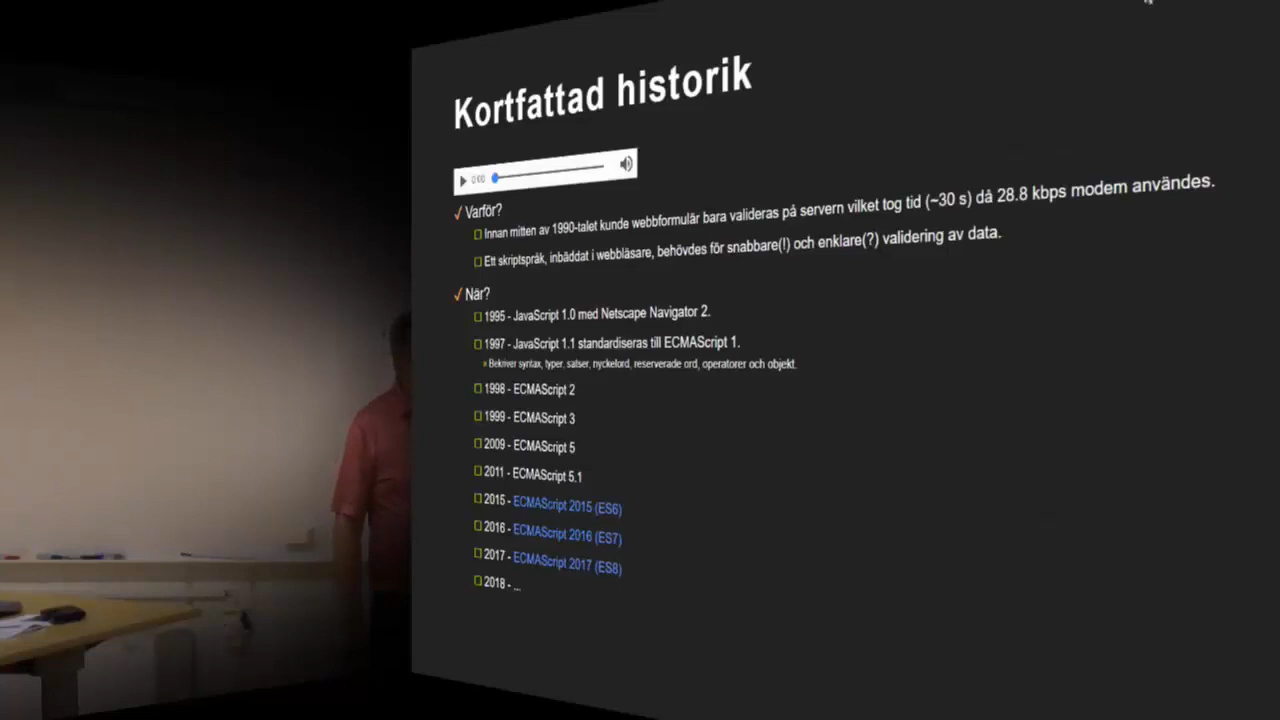 Kortfattad historik
0:00
Varför?
Innan mitten av 1990-talet kunde webbformulär bara valideras på servern vilket tog tid (~30 s) då 28.8 kbps modem användes.
Ett skriptspråk, inbäddat i webbläsare, behövdes för snabbare(!) och enklare(?) validering av data.
När?
1995 - JavaScript 1.0 med Netscape Navigator 2.
1997 - JavaScript 1.1 standardiseras till ECMAScript 1.
» Bekriver syntax, typer, satser, nyckelord, reserverade ord, operatorer och objekt.
1998 - ECMAScript 2
1999 - ECMAScript 3
2009 - ECMAScript 5
2011 - ECMAScript 5.1
2015 - ECMAScript 2015 (ES6)
2016 - ECMAScript 2016 (ES7)
2017 - ECMAScript 2017 (ES8)
2018 - ...